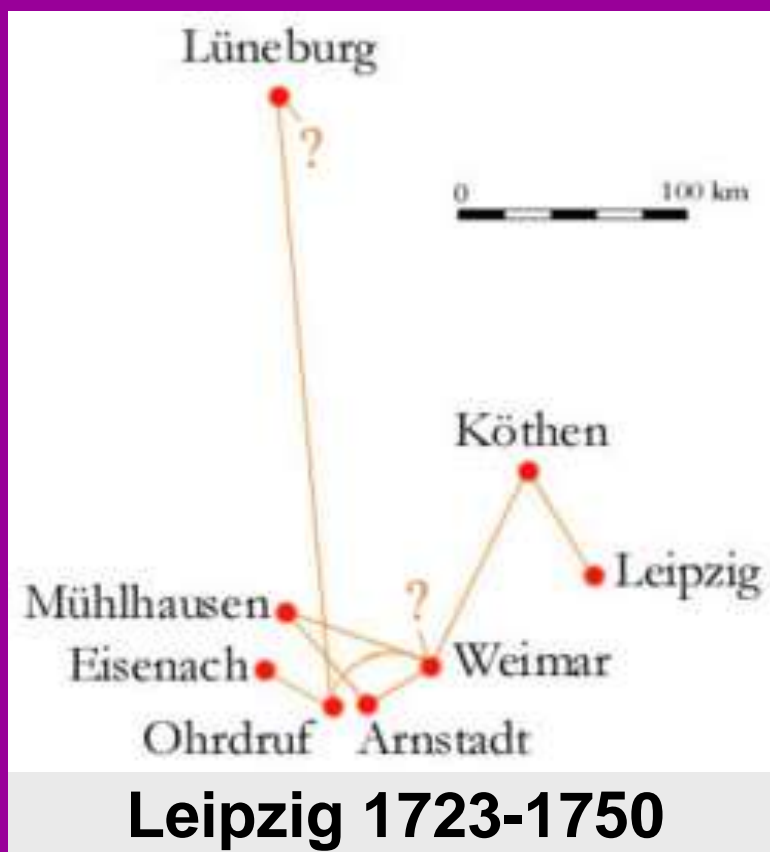 Lüneburg
?
0 100 km
Köthen
Leipzig
Mühlhausen
?
Eisenach
Weimar
Ohrdruf
Arnstadt
Leipzig 1723-1750